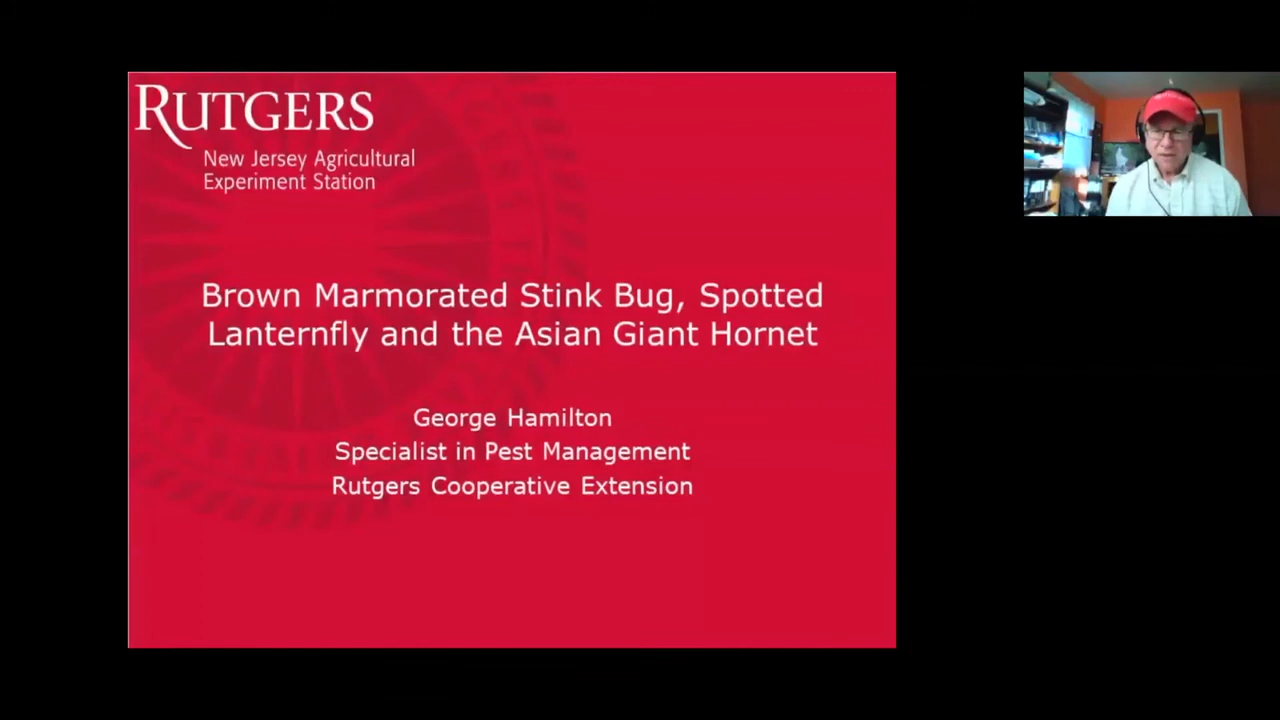 RUTGERS
New Jersey Agricultural
Experiment Station
Brown Marmorated Stink Bug, Spotted
Lanternfly and the Asian Giant Hornet
George Hamilton
Specialist in Pest Management
Rutgers Cooperative Extension